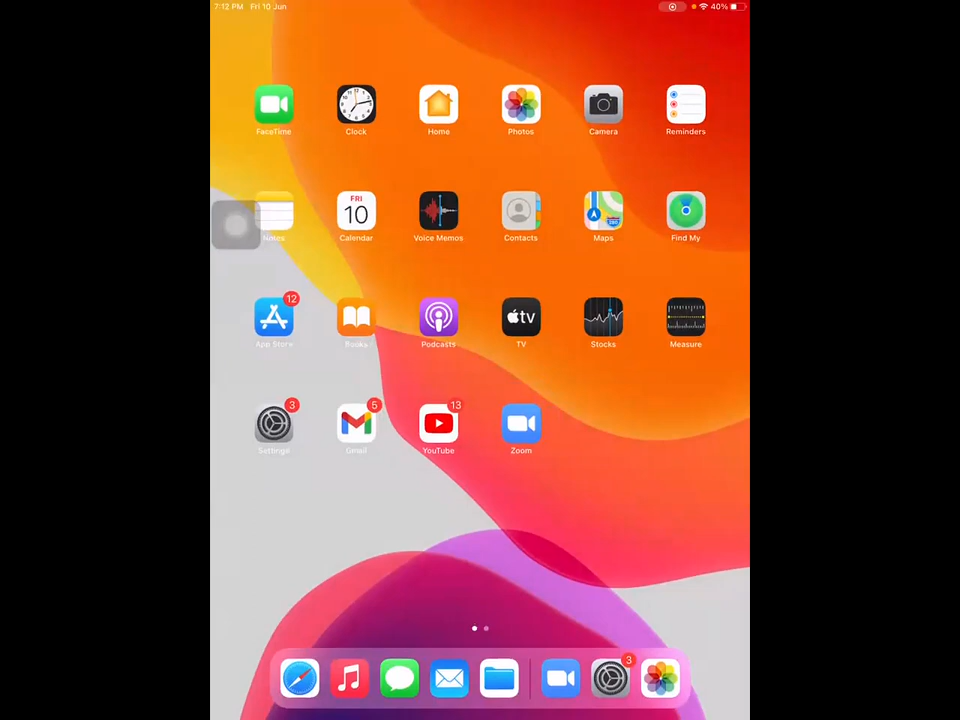 7:12 PM Fri 10 Jun 40%
FaceTime Clock Home Photos Camera Reminders
FRI
10
Notes Calendar Voice Memos Contacts Maps Find My
12
tv
App Store Books Podcasts TV Stocks Measure
3 5 13
Settings Gmail YouTube Zoom
3